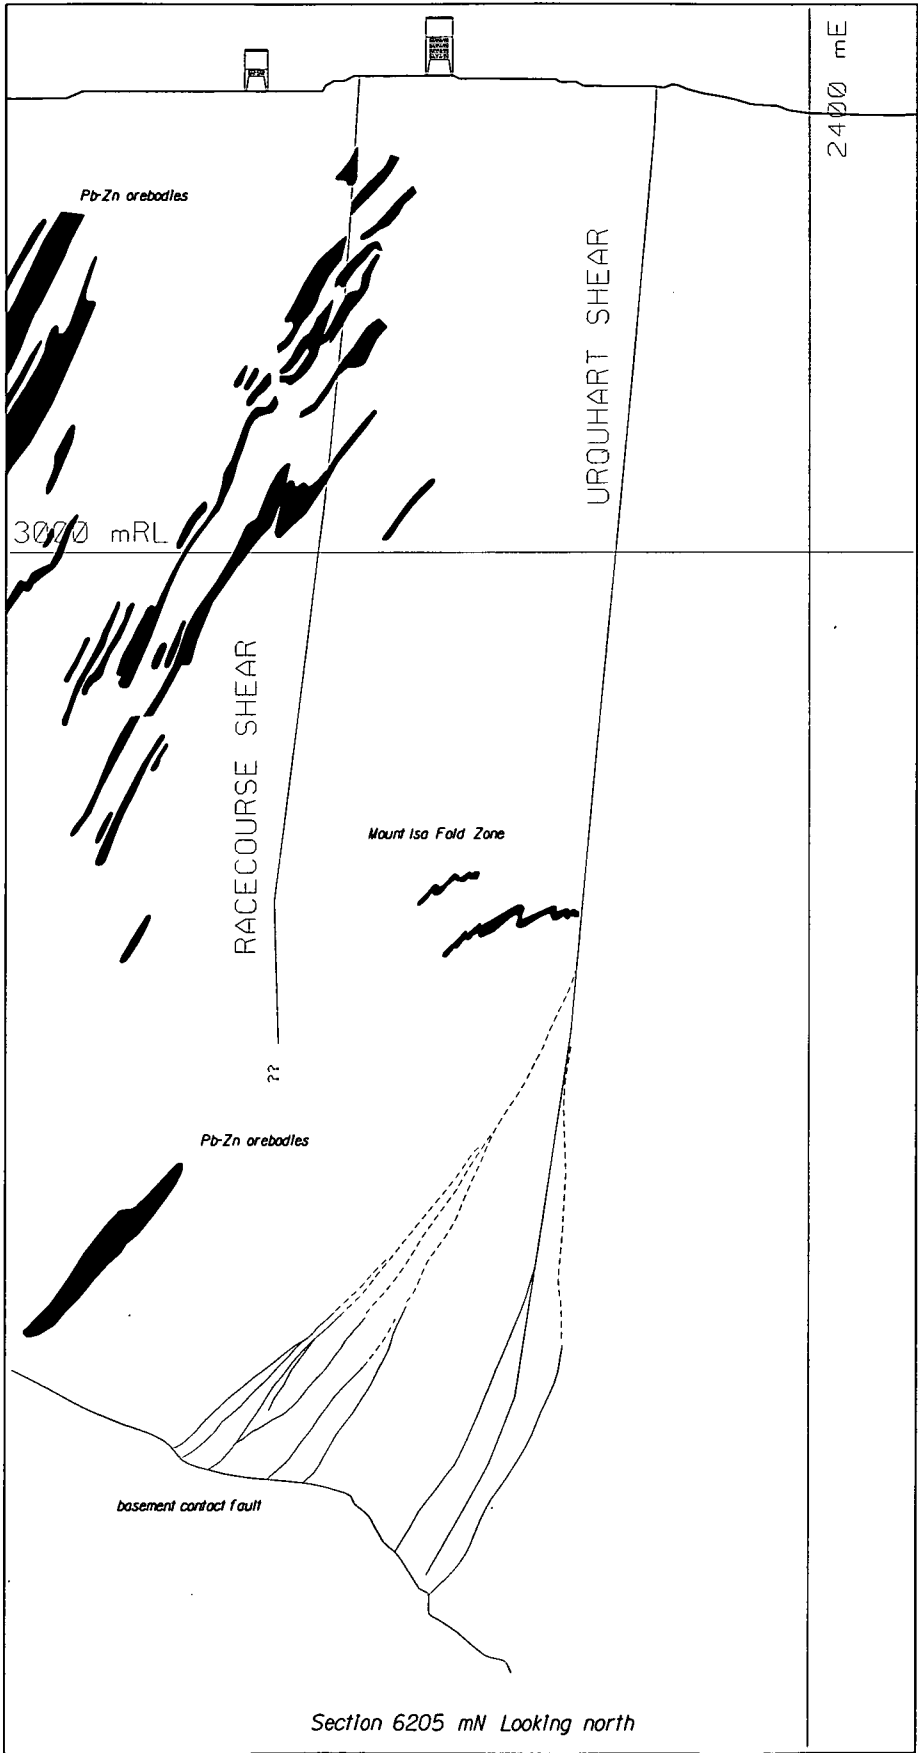 2400 mE
Pb-Zn orebodies
URQUHART SHEAR
3000 mRL
RACECOURSE SHEAR
Mount Isa Fold Zone
??
Pb-Zn orebodies
basement contact fault
Section 6205 mN Looking north